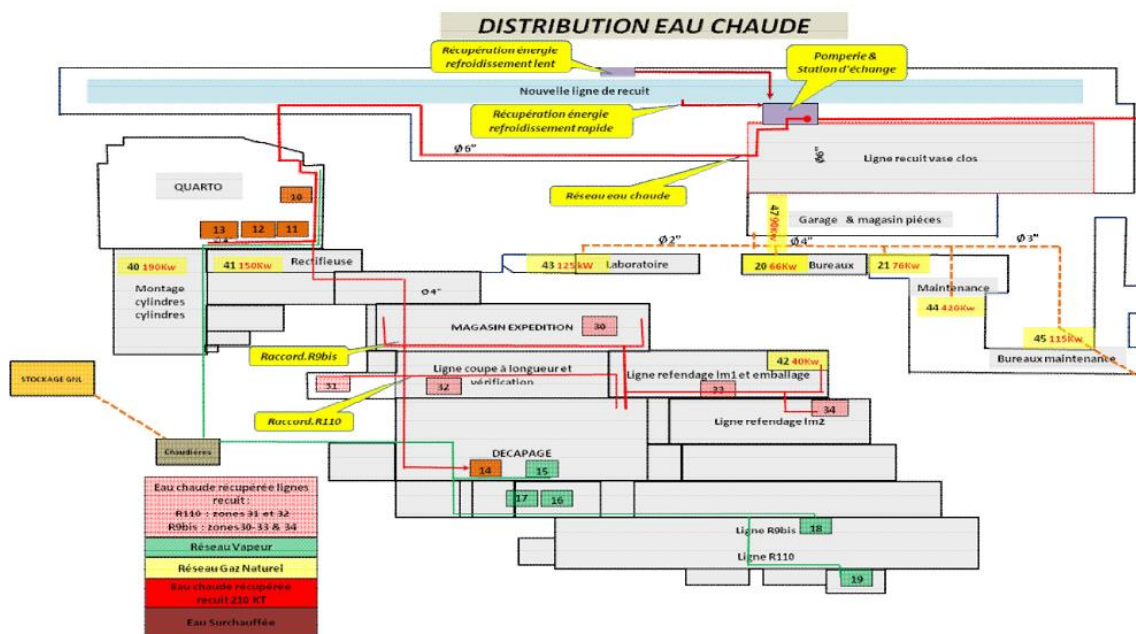 DISTRIBUTION EAU CHAUDE
Récupération énergie
refroidissement lent
Pomperie &
Station d'échange
Nouvelle ligne de recuit
Récupération énergie
refroidissement rapide
Ø6"
Ø6"
Ligne recuit vase clos
Réseau eau chaude
QUARTO
10
13
12
11
Ø4"
Garage & magasin piéces
47 90Kw
Ø2"
Ø4"
Ø3"
40 190Kw
41 150Kw
Rectifieuse
43 125kW
Laboratoire
20 66Kw
Bureaux
21 76Kw
Montage
cylindres
cylindres
Maintenance
44 420Kw
Ø4"
MAGASIN EXPEDITION
30
45 115Kw
Bureaux maintenance
Raccord.R9bis
42 40Kw
Ligne coupe à longueur et
vérification
Ligne refendage lm1 et emballage
STOCKAGE GNL
31
32
33
34
Raccord.R110
Ligne refendage lm2
Chaudières
DECAPAGE
14
15
17
16
Eau chaude récupérée lignes
recuit :
R110 : zones 31 et 32
R9bis : zones30-33 & 34
Réseau Vapeur
Réseau Gaz Naturel
Eau chaude récupérée
recuit 210 KT
Eau Surchauffée
Ligne R9bis
18
Ligne R110
19